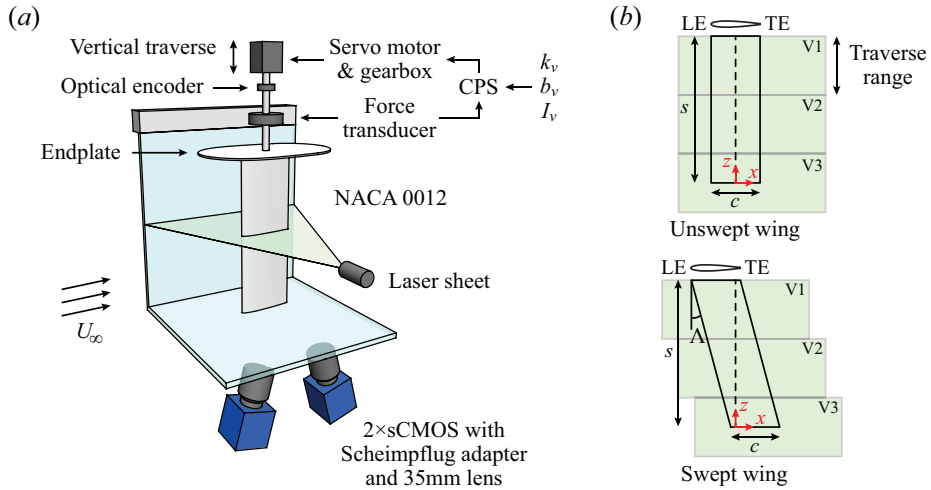 (a)
Vertical traverse
Servo motor
& gearbox
Optical encoder
CPS
k_v
b_v
I_v
Force
transducer
Endplate
NACA 0012
Laser sheet
U_∞
2×sCMOS with
Scheimpflug adapter
and 35mm lens
(b)
LE TE
V1
Traverse
range
s
V2
V3
z
x
c
Unswept wing
LE TE
V1
Λ
s
V2
V3
z
x
c
Swept wing